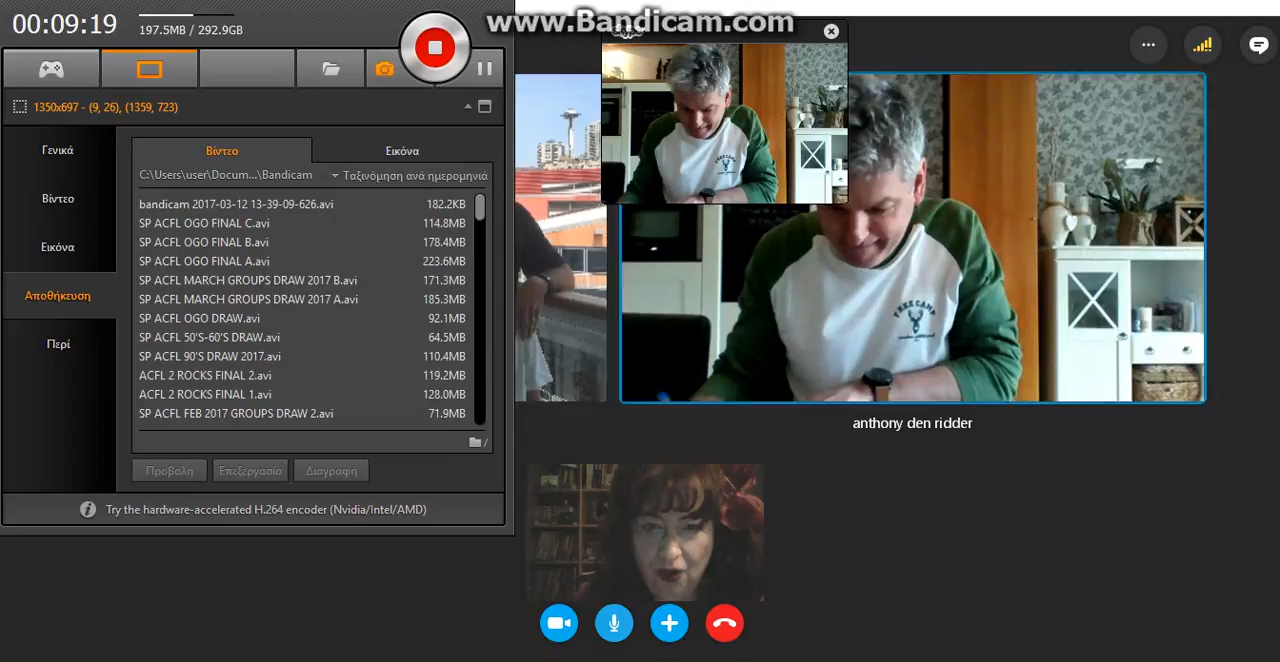 www.Bandicam.com
00:09:19
197.5MB / 292.9GB
1350x697 - (9, 26), (1359, 723)
Γενικά
Βίντεο
Εικόνα
Αποθήκευση
Περί
Βίντεο
Εικόνα
C:\Users\user\Docum...\Bandicam
Ταξινόμηση ανά ημερομηνία
bandicam 2017-03-12 13-39-09-626.avi 182.2KB
SP ACFL OGO FINAL C.avi 114.8MB
SP ACFL OGO FINAL B.avi 178.4MB
SP ACFL OGO FINAL A.avi 223.6MB
SP ACFL MARCH GROUPS DRAW 2017 B.avi 171.3MB
SP ACFL MARCH GROUPS DRAW 2017 A.avi 185.3MB
SP ACFL OGO DRAW.avi 92.1MB
SP ACFL 50'S-60'S DRAW.avi 64.5MB
SP ACFL 90'S DRAW 2017.avi 110.4MB
ACFL 2 ROCKS FINAL 2.avi 119.2MB
ACFL 2 ROCKS FINAL 1.avi 128.0MB
SP ACFL FEB 2017 GROUPS DRAW 2.avi 71.9MB
Προβολη
Επεξεργασία
Διαγραφή
Try the hardware-accelerated H.264 encoder (Nvidia/Intel/AMD)
FREE CAMP
anthony den ridder